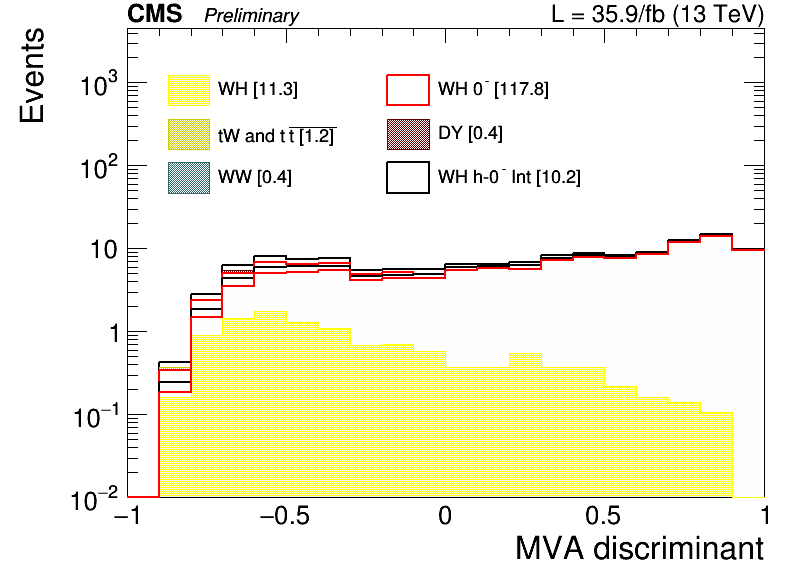 CMS Preliminary L = 35.9/fb (13 TeV)
Events
10³
10²
10
1
10⁻¹
10⁻²
WH [11.3] WH 0⁻ [117.8]
tW and t t̅ [1.2] DY [0.4]
WW [0.4] WH h-0⁻ Int [10.2]
−1 −0.5 0 0.5 1
MVA discriminant